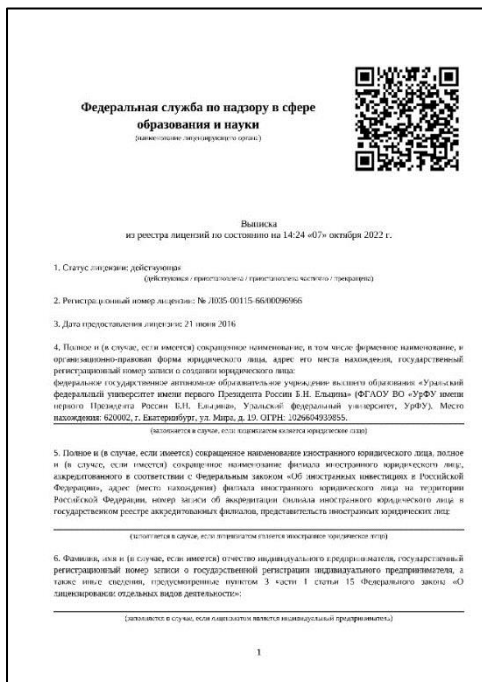 Федеральная служба по надзору в сфере
образования и науки
(наименование лицензирующего органа)
Выписка
из реестра лицензий по состоянию на 14:24 «07» октября 2022 г.
1. Статус лицензии: действующая
(действующая / приостановлена / приостановлена частично / прекращена)
2. Регистрационный номер лицензии: № Л035-00115-66/00096966
3. Дата предоставления лицензии: 21 июня 2016
4. Полное и (в случае, если имеется) сокращенное наименование, в том числе фирменное наименование, и
организационно-правовая форма юридического лица, адрес его места нахождения, государственный
регистрационный номер записи о создании юридического лица:
федеральное государственное автономное образовательное учреждение высшего образования «Уральский
федеральный университет имени первого Президента России Б.Н. Ельцина» (ФГАОУ ВО «УрФУ имени
первого Президента России Б.Н. Ельцина», Уральский федеральный университет, УрФУ). Место
нахождения: 620002, г. Екатеринбург, ул. Мира, д. 19. ОГРН: 1026604939855.
(заполняется в случае, если лицензиатом является юридическое лицо)
5. Полное и (в случае, если имеется) сокращенное наименование иностранного юридического лица, полное
и (в случае, если имеется) сокращенное наименование филиала иностранного юридического лица,
аккредитованного в соответствии с Федеральным законом «Об иностранных инвестициях в Российской
Федерации», адрес (место нахождения) филиала иностранного юридического лица на территории
Российской Федерации, номер записи об аккредитации филиала иностранного юридического лица в
государственном реестре аккредитованных филиалов, представительств иностранных юридических лиц:
(заполняется в случае, если лицензиатом является иностранное юридическое лицо)
6. Фамилия, имя и (в случае, если имеется) отчество индивидуального предпринимателя, государственный
регистрационный номер записи о государственной регистрации индивидуального предпринимателя, а
также иные сведения, предусмотренные пунктом 3 части 1 статьи 15 Федерального закона «О
лицензировании отдельных видов деятельности»:
(заполняется в случае, если лицензиатом является индивидуальный предприниматель)
1